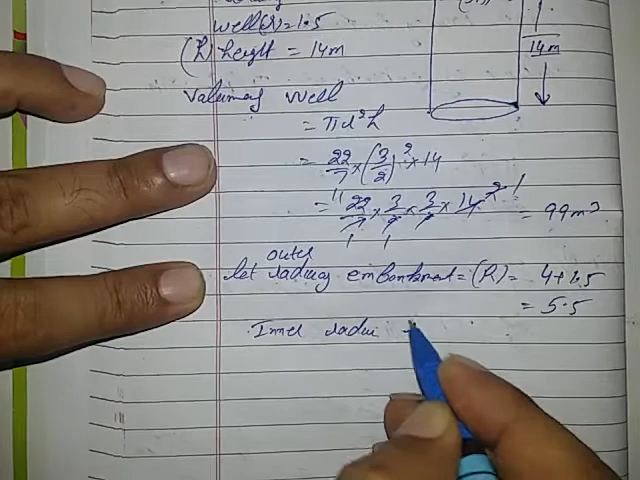 well(r)=1.5
(h) height = 14m
14m
Volume of well
= πr²h
= 22/7 × (3/2)² × 14
= 22/7 × 3/2 × 3/2 × 14 = 99m³
outer
let radius embankment = (R) = 4+1.5
= 5.5
Inner radiu